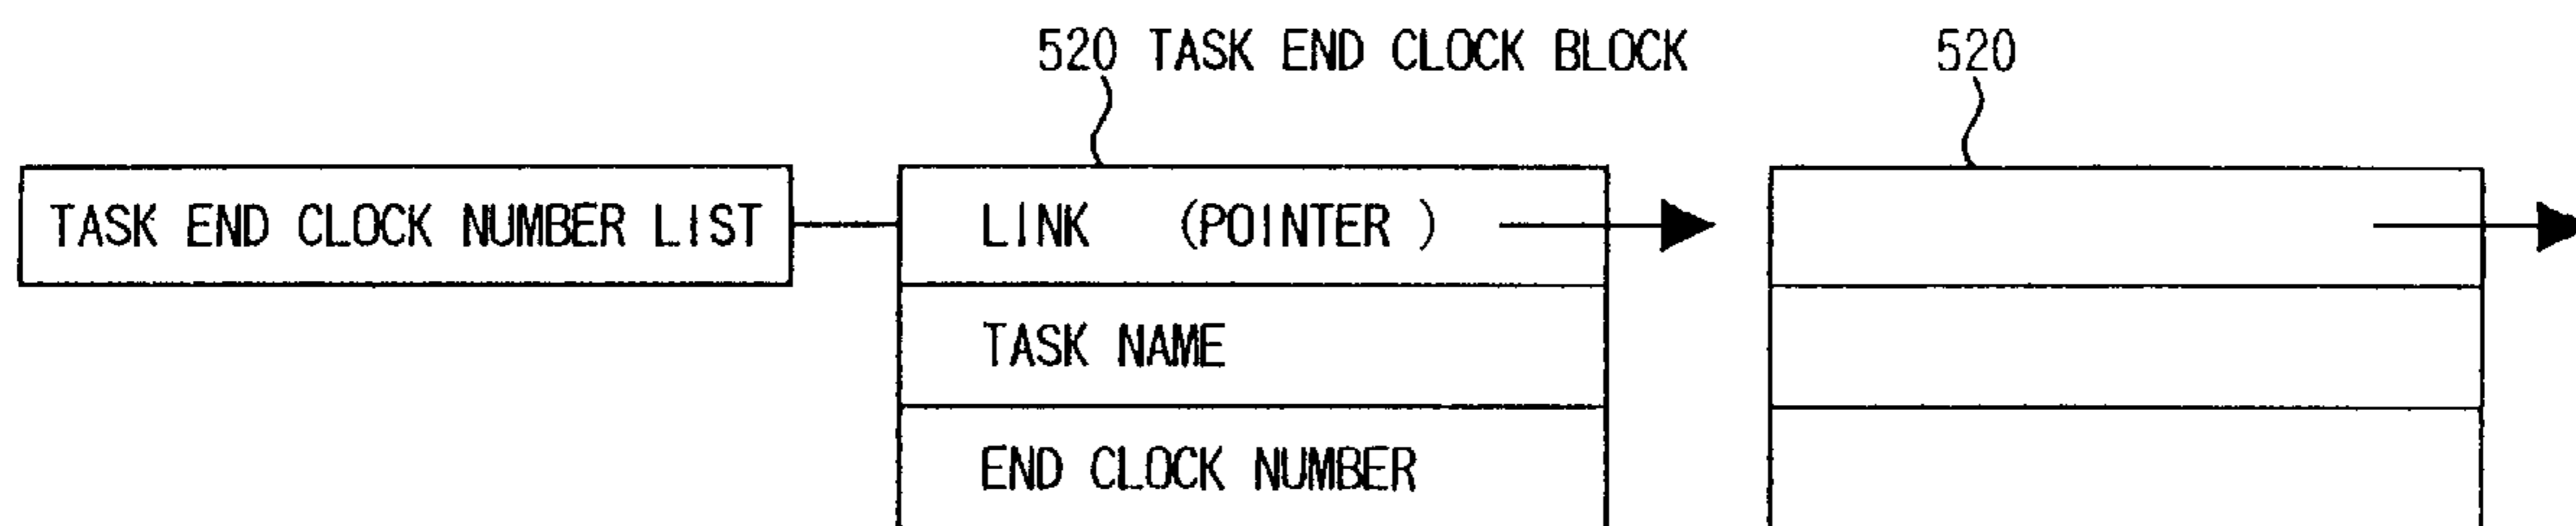 520 TASK END CLOCK BLOCK
520
TASK END CLOCK NUMBER LIST
LINK (POINTER )
TASK NAME
END CLOCK NUMBER